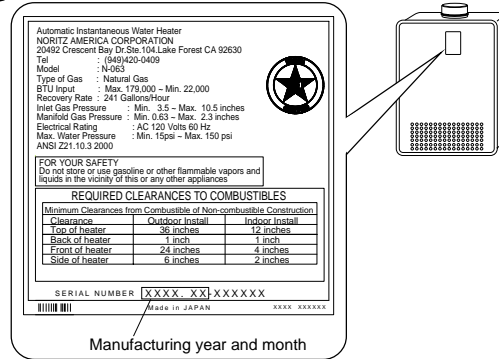 Automatic Instantaneous Water Heater
NORITZ AMERICA CORPORATION
20492 Crescent Bay Dr.Ste.104.Lake Forest CA 92630
Tel : (949)420-0409
Model : N-063
Type of Gas : Natural Gas
BTU Input : Max. 179,000 ~ Min. 22,000
Recovery Rate : 241 Gallons/Hour
Inlet Gas Pressure : Min. 3.5 ~ Max. 10.5 inches
Manifold Gas Pressure : Min. 0.63 ~ Max. 2.3 inches
Electrical Rating : AC 120 Volts 60 Hz
Max. Water Pressure : Min. 15psi ~ Max. 150 psi
ANSI Z21.10.3 2000
FOR YOUR SAFETY
Do not store or use gasoline or other flammable vapors and
liquids in the vicinity of this or any other appliances
REQUIRED CLEARANCES TO COMBUSTIBLES
Minimum Clearances from Combustible of Non-combustible Construction
Clearance Outdoor Install Indoor Install
Top of heater 36 inches 12 inches
Back of heater 1 inch 1 inch
Front of heater 24 inches 4 inches
Side of heater 6 inches 2 inches
SERIAL NUMBER XXXX. XX-XXXXXX
Made in JAPAN XXXX XXXXXX
Manufacturing year and month